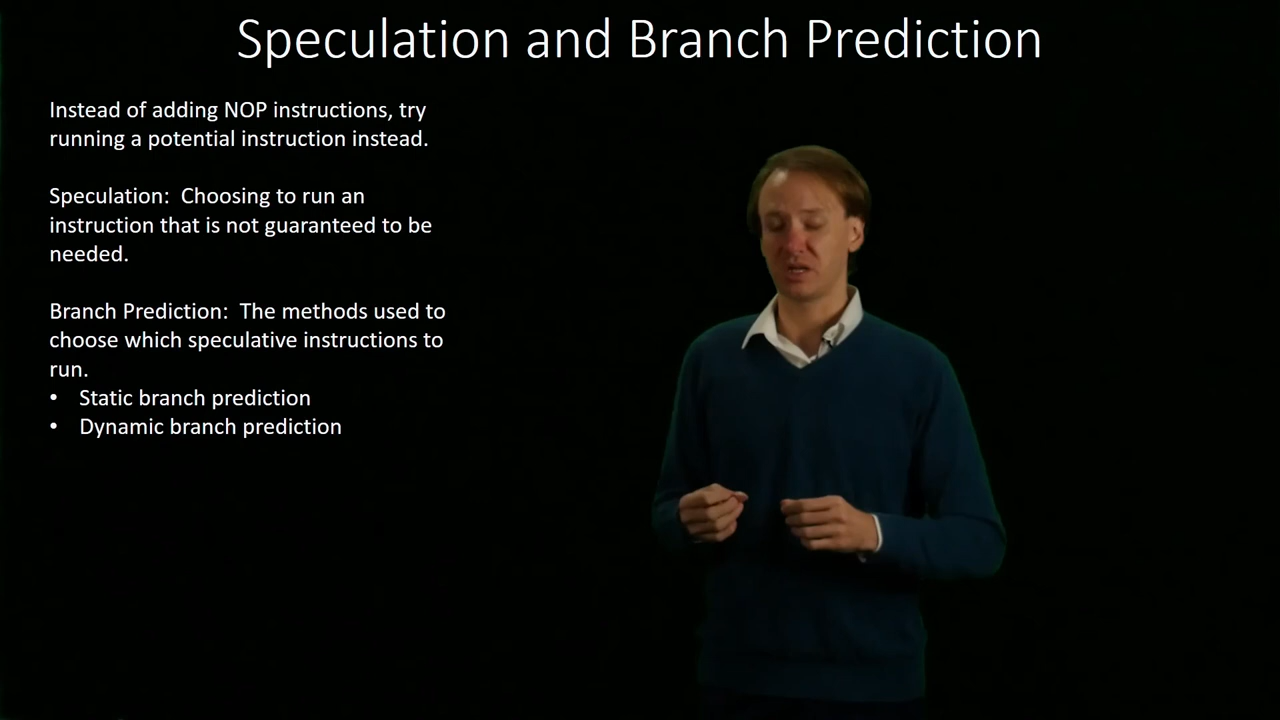 Speculation and Branch Prediction
Instead of adding NOP instructions, try
running a potential instruction instead.
Speculation:  Choosing to run an
instruction that is not guaranteed to be
needed.
Branch Prediction:  The methods used to
choose which speculative instructions to
run.
• Static branch prediction
• Dynamic branch prediction